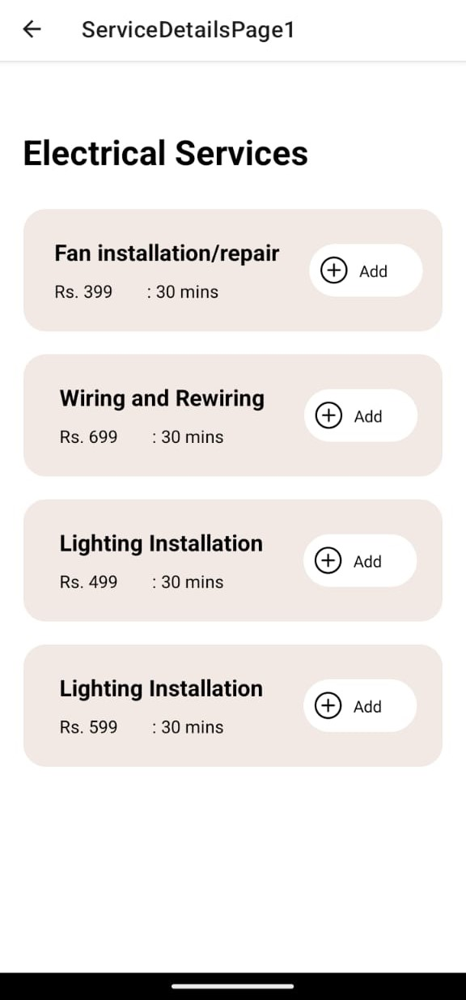 ServiceDetailsPage1
Electrical Services
Fan installation/repair
Rs. 399 : 30 mins
Add
Wiring and Rewiring
Rs. 699 : 30 mins
Add
Lighting Installation
Rs. 499 : 30 mins
Add
Lighting Installation
Rs. 599 : 30 mins
Add